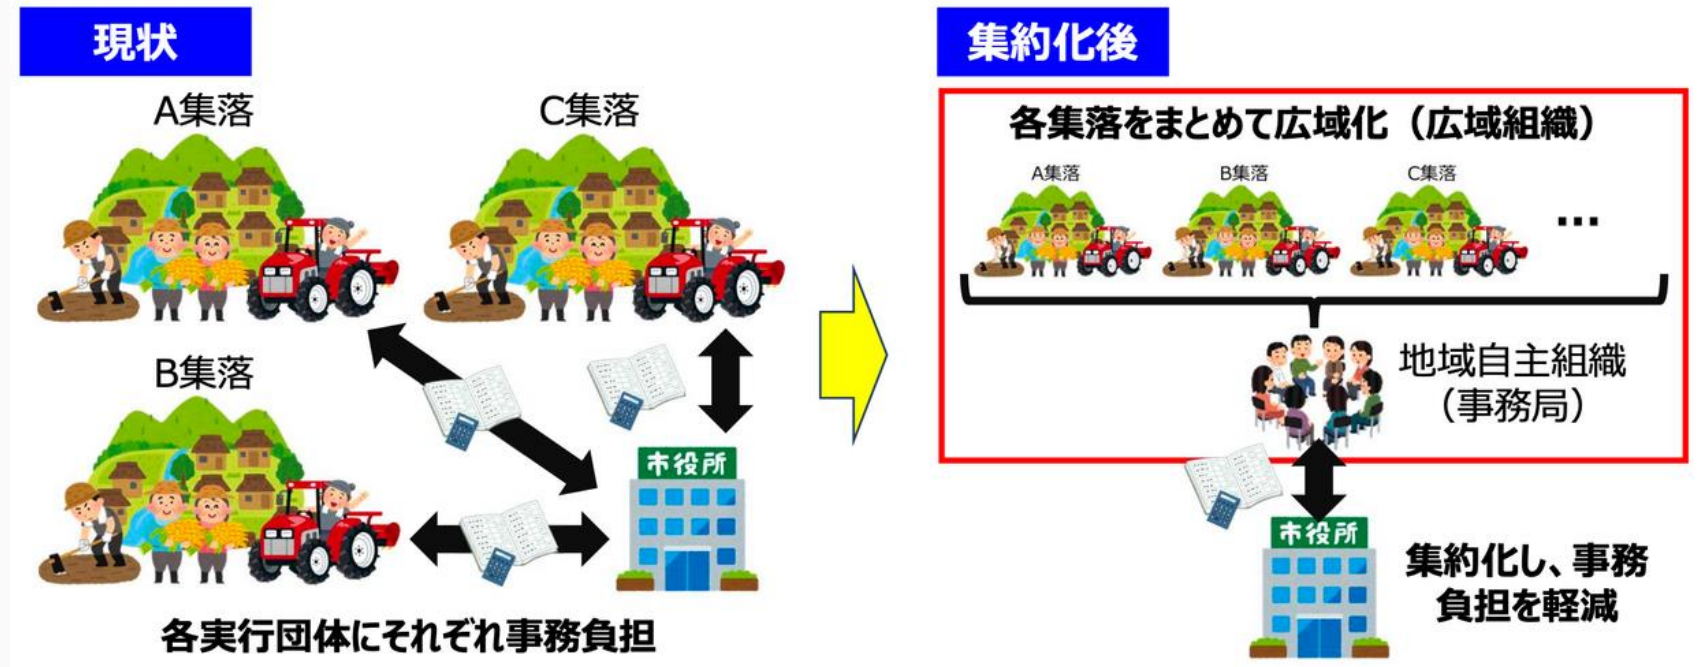 現状
A集落
C集落
B集落
市役所
各実行団体にそれぞれ事務負担
集約化後
各集落をまとめて広域化（広域組織）
A集落
B集落
C集落
…
地域自主組織
（事務局）
市役所
集約化し、事務
負担を軽減